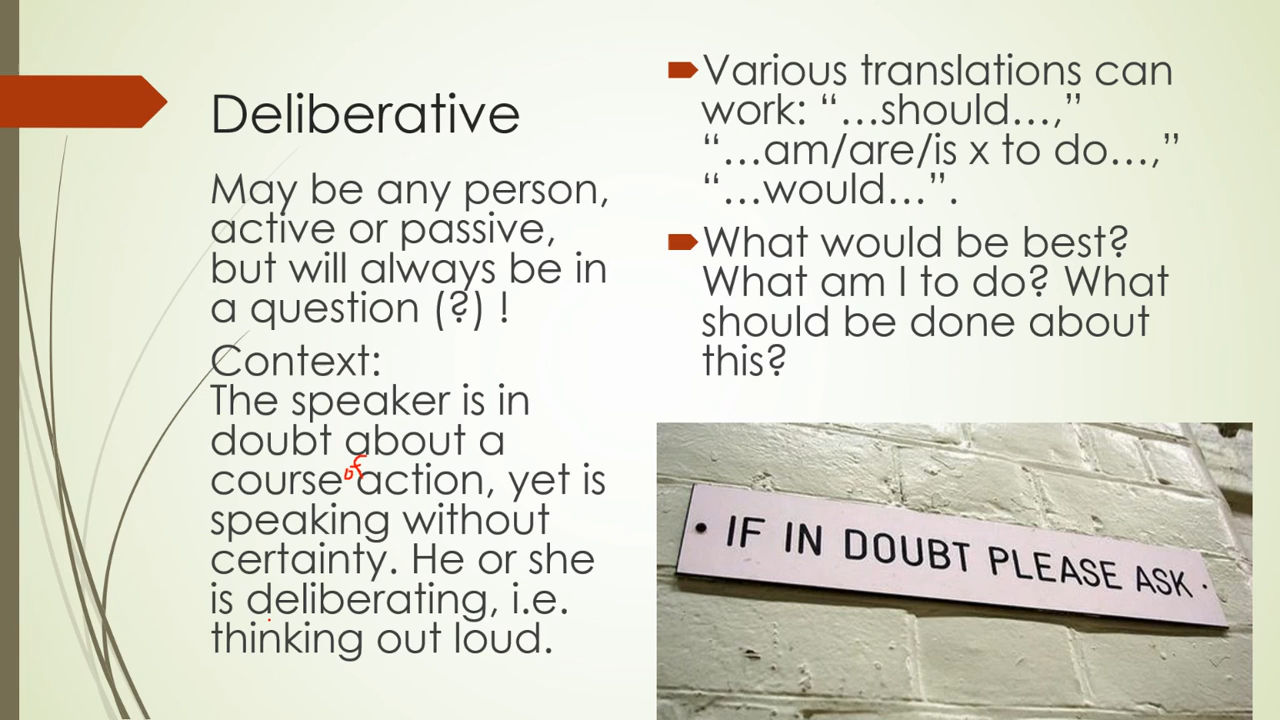 Deliberative
May be any person,
active or passive,
but will always be in
a question (?) !
Context:
The speaker is in
doubt about a
course of action, yet is
speaking without
certainty. He or she
is deliberating, i.e.
thinking out loud.
Various translations can
work: “…should…,”
“…am/are/is x to do…,”
“…would…”.
What would be best?
What am I to do? What
should be done about
this?
IF IN DOUBT PLEASE ASK